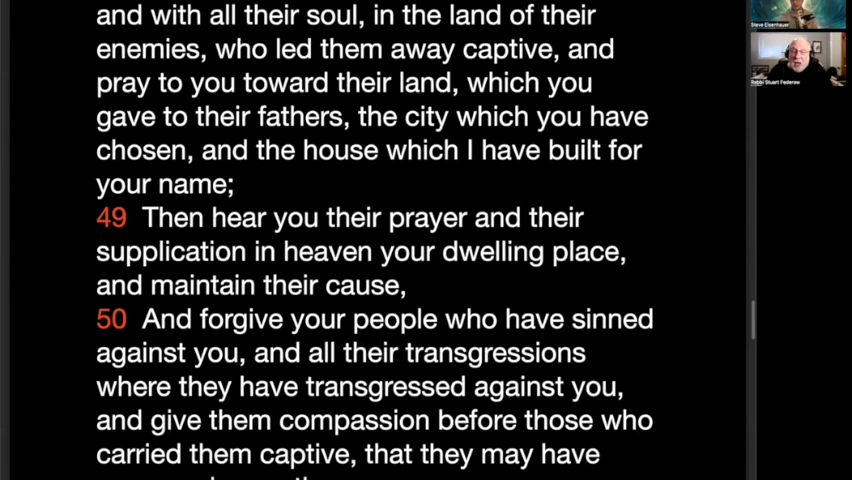 and with all their soul, in the land of their
enemies, who led them away captive, and
pray to you toward their land, which you
gave to their fathers, the city which you have
chosen, and the house which I have built for
your name;
49 Then hear you their prayer and their
supplication in heaven your dwelling place,
and maintain their cause,
50 And forgive your people who have sinned
against you, and all their transgressions
where they have transgressed against you,
and give them compassion before those who
carried them captive, that they may have
Steve Eisenhauer
Rabbi Stuart Federow